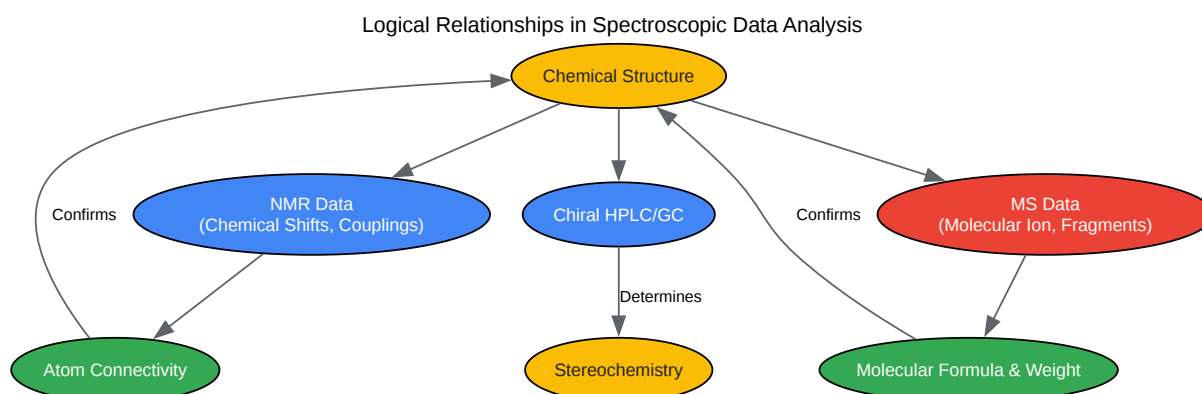 Logical Relationships in Spectroscopic Data Analysis
Chemical Structure
NMR Data
(Chemical Shifts, Couplings)
Chiral HPLC/GC
MS Data
(Molecular Ion, Fragments)
Confirms
Confirms
Determines
Atom Connectivity
Stereochemistry
Molecular Formula & Weight